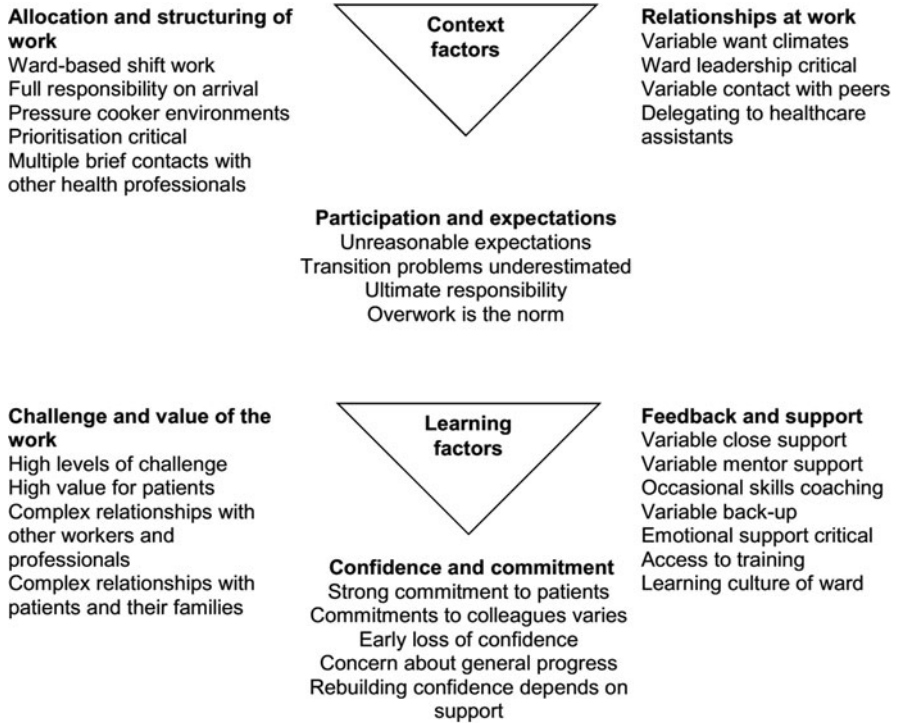 Allocation and structuring of
work
Ward-based shift work
Full responsibility on arrival
Pressure cooker environments
Prioritisation critical
Multiple brief contacts with
other health professionals
Context
factors
Relationships at work
Variable want climates
Ward leadership critical
Variable contact with peers
Delegating to healthcare
assistants
Participation and expectations
Unreasonable expectations
Transition problems underestimated
Ultimate responsibility
Overwork is the norm
Challenge and value of the
work
High levels of challenge
High value for patients
Complex relationships with
other workers and
professionals
Complex relationships with
patients and their families
Learning
factors
Feedback and support
Variable close support
Variable mentor support
Occasional skills coaching
Variable back-up
Emotional support critical
Access to training
Learning culture of ward
Confidence and commitment
Strong commitment to patients
Commitments to colleagues varies
Early loss of confidence
Concern about general progress
Rebuilding confidence depends on
support